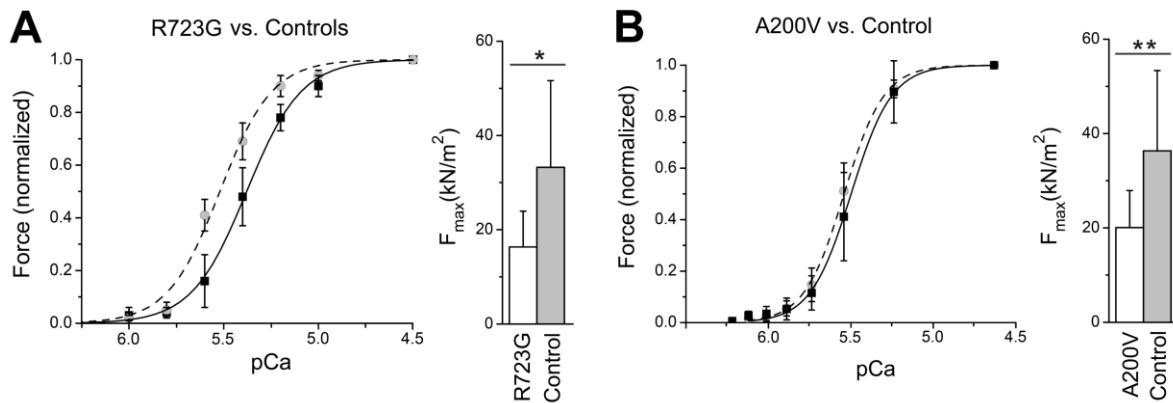 A
R723G vs. Controls
Force (normalized)
1.0
0.8
0.6
0.4
0.2
0.0
6.0 5.5 5.0 4.5
pCa
*
F_max(kN/m²)
60
40
20
0
R723G
Control
B
A200V vs. Control
Force (normalized)
1.0
0.8
0.6
0.4
0.2
0.0
6.0 5.5 5.0 4.5
pCa
**
F_max(kN/m²)
60
40
20
0
A200V
Control